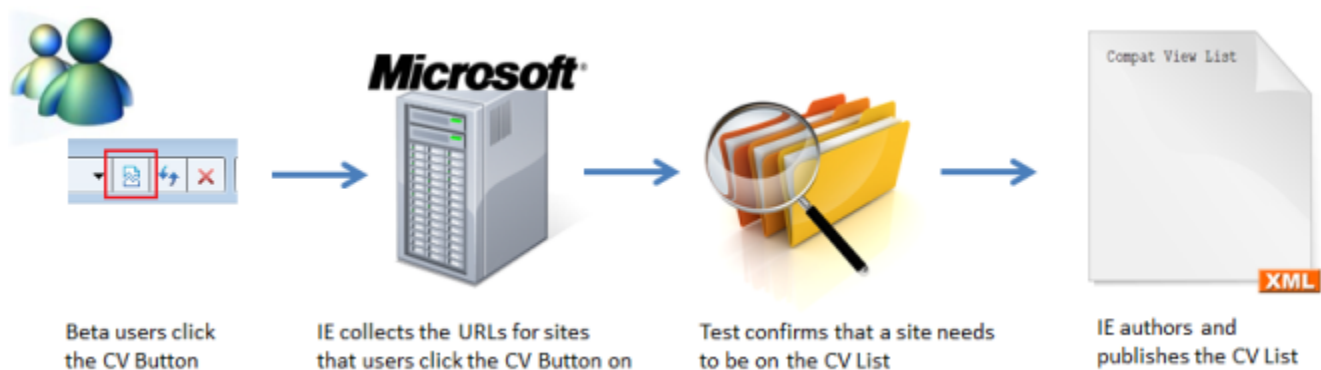 Microsoft®
Compat View List
XML
Beta users click
the CV Button
IE collects the URLs for sites
that users click the CV Button on
Test confirms that a site needs
to be on the CV List
IE authors and
publishes the CV List